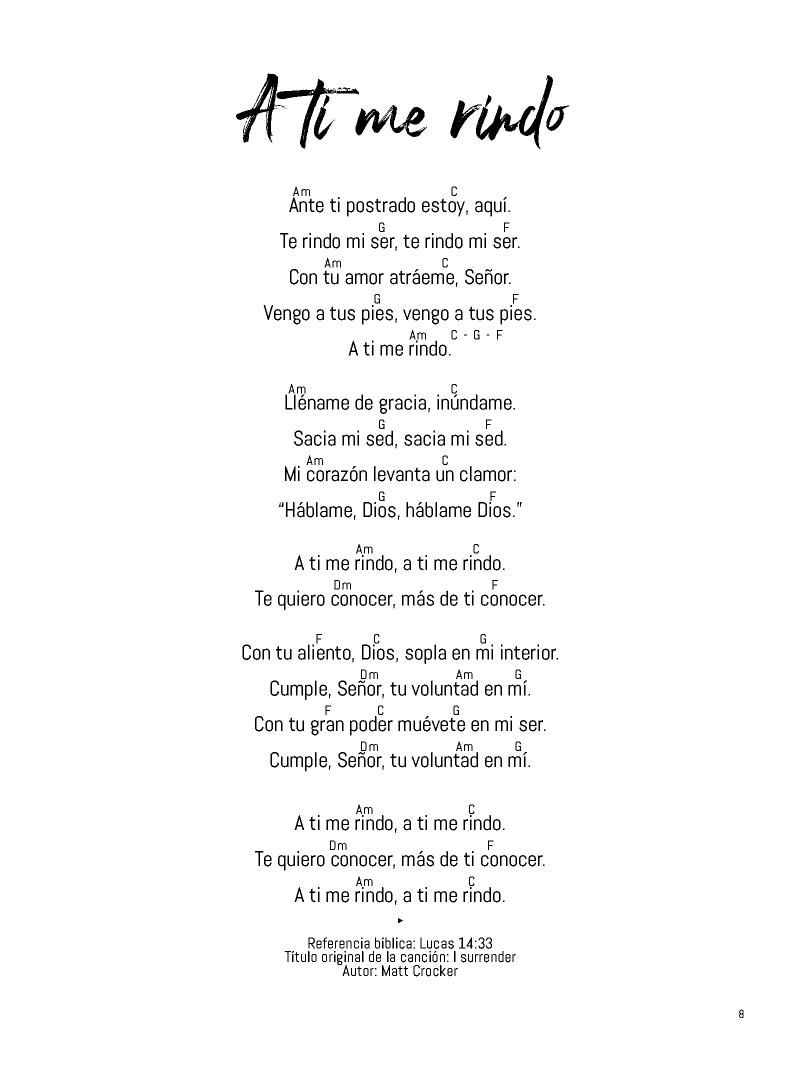 A ti me rindo
Am C
Ante ti postrado estoy, aquí.
G F
Te rindo mi ser, te rindo mi ser.
Am C
Con tu amor atráeme, Señor.
G F
Vengo a tus pies, vengo a tus pies.
Am C - G - F
A ti me rindo.
Am C
Lléname de gracia, inúndame.
G F
Sacia mi sed, sacia mi sed.
Am C
Mi corazón levanta un clamor:
G F
“Háblame, Dios, háblame Dios.”
Am C
A ti me rindo, a ti me rindo.
Dm F
Te quiero conocer, más de ti conocer.
F C G
Con tu aliento, Dios, sopla en mi interior.
Dm Am G
Cumple, Señor, tu voluntad en mí.
F C G
Con tu gran poder muévete en mi ser.
Dm Am G
Cumple, Señor, tu voluntad en mí.
Am C
A ti me rindo, a ti me rindo.
Dm F
Te quiero conocer, más de ti conocer.
Am C
A ti me rindo, a ti me rindo.
Referencia bíblica: Lucas 14:33
Título original de la canción: I surrender
Autor: Matt Crocker
8